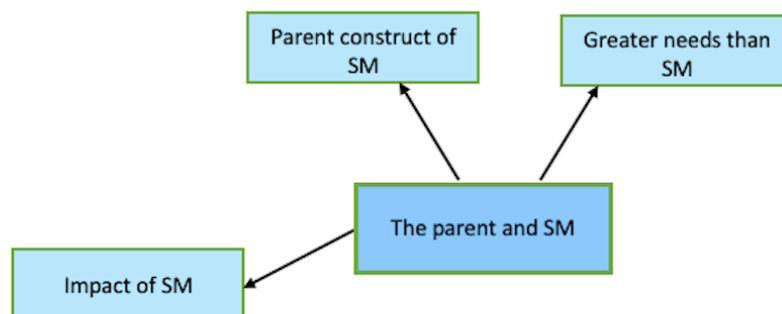 Parent construct of
SM
Greater needs than
SM
The parent and SM
Impact of SM